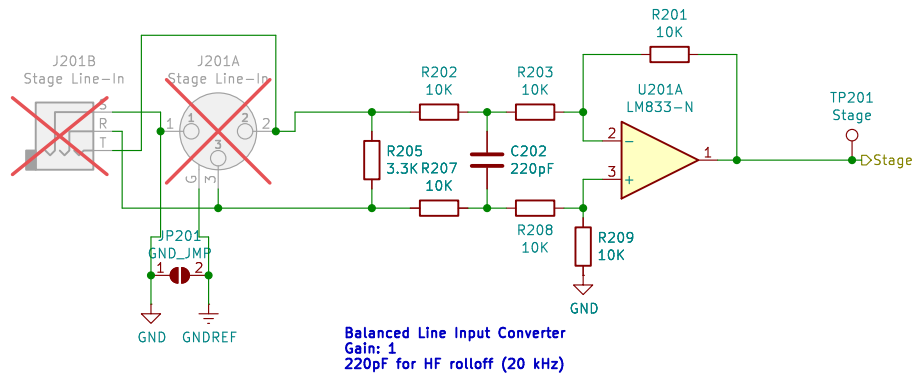 R201
10K
J201B
Stage Line-In
J201A
Stage Line-In
R202
10K
R203
10K
U201A
LM833-N
TP201
Stage
S
R
T
1
1
2
2
3
G
3
R205
3.3K
C202
220pF
2
−
3
+
1
Stage
R207
10K
R208
10K
R209
10K
GND
JP201
GND_JMP
1
2
GND
GNDREF
Balanced Line Input Converter
Gain: 1
220pF for HF rolloff (20 kHz)